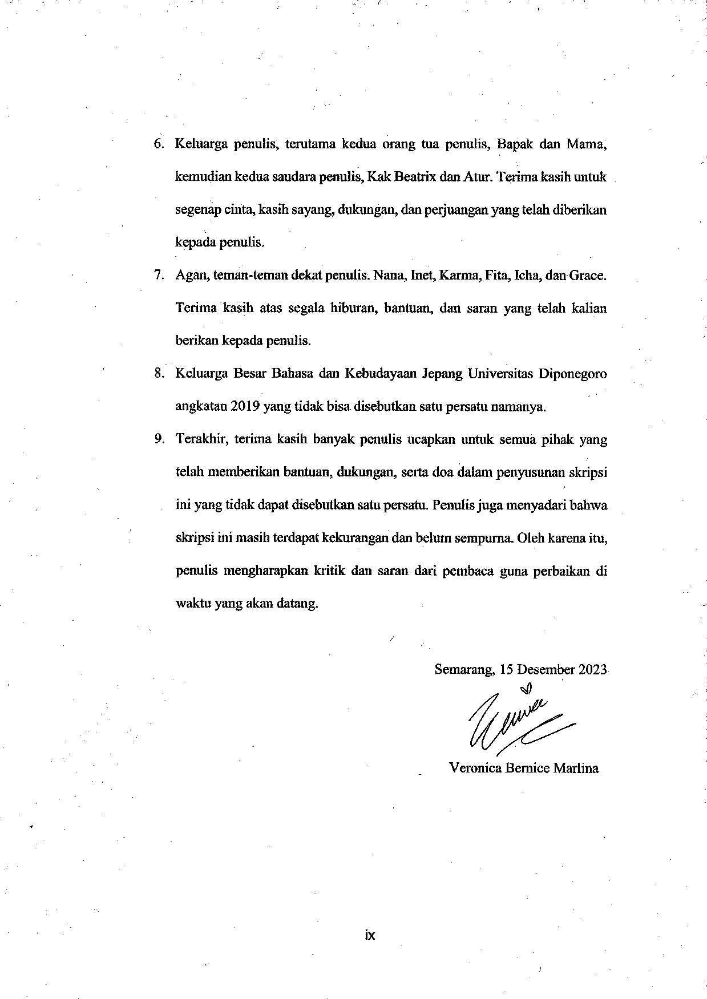 6. Keluarga penulis, terutama kedua orang tua penulis, Bapak dan Mama,
kemudian kedua saudara penulis, Kak Beatrix dan Atur. Terima kasih untuk
segenap cinta, kasih sayang, dukungan, dan perjuangan yang telah diberikan
kepada penulis.
7. Agan, teman-teman dekat penulis. Nana, Inet, Karma, Fita, Icha, dan Grace.
Terima kasih atas segala hiburan, bantuan, dan saran yang telah kalian
berikan kepada penulis.
8. Keluarga Besar Bahasa dan Kebudayaan Jepang Universitas Diponegoro
angkatan 2019 yang tidak bisa disebutkan satu persatu namanya.
9. Terakhir, terima kasih banyak penulis ucapkan untuk semua pihak yang
telah memberikan bantuan, dukungan, serta doa dalam penyusunan skripsi
ini yang tidak dapat disebutkan satu persatu. Penulis juga menyadari bahwa
skripsi ini masih terdapat kekurangan dan belum sempurna. Oleh karena itu,
penulis mengharapkan kritik dan saran dari pembaca guna perbaikan di
waktu yang akan datang.
Semarang, 15 Desember 2023
Veronica Bernice Marlina
ix